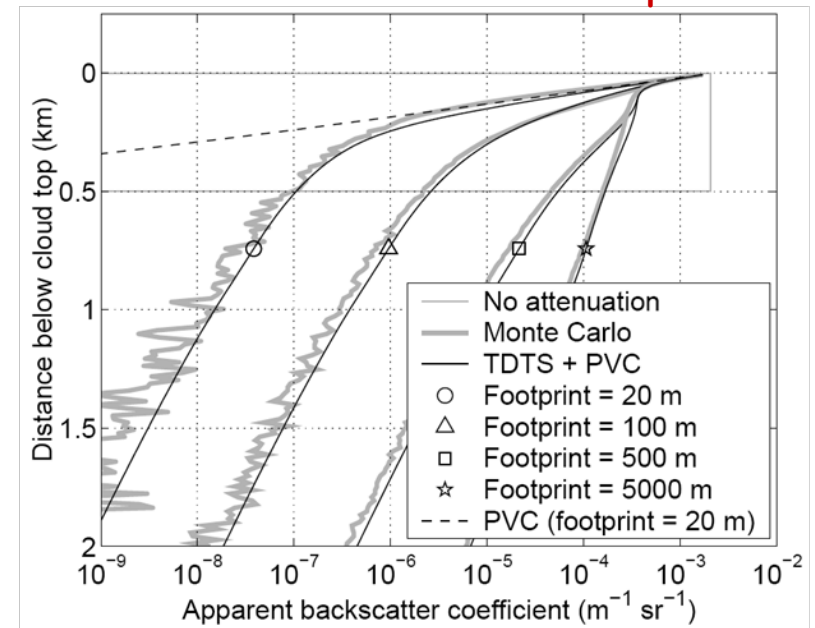 0
0.5
1
1.5
2
Distance below cloud top (km)
No attenuation
Monte Carlo
TDTS + PVC
Footprint = 20 m
Footprint = 100 m
Footprint = 500 m
Footprint = 5000 m
PVC (footprint = 20 m)
10⁻⁹ 10⁻⁸ 10⁻⁷ 10⁻⁶ 10⁻⁵ 10⁻⁴ 10⁻³ 10⁻²
Apparent backscatter coefficient (m⁻¹ sr⁻¹)